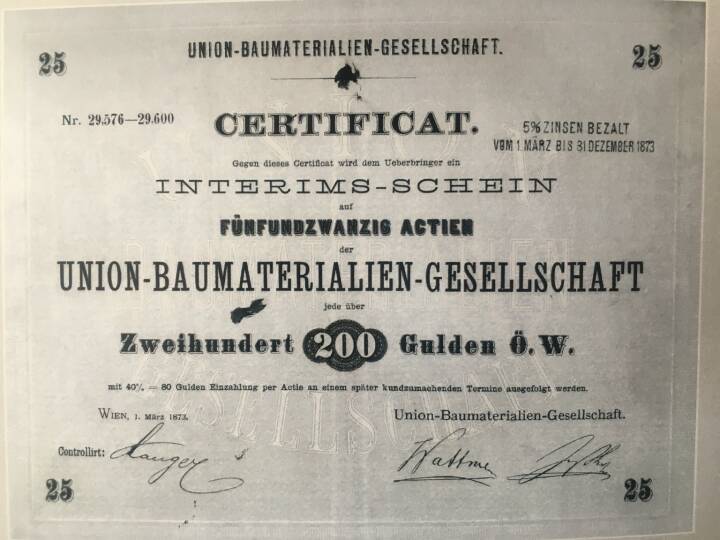 25
UNION-BAUMATERIALIEN-GESELLSCHAFT.
25
Nr. 29.576—29.600
CERTIFICAT.
5% ZINSEN BEZALT
VOM 1 MÄRZ BIS 31 DEZEMBER 1873
Gegen dieses Certificat wird dem Ueberbringer ein
INTERIMS-SCHEIN
auf
FÜNFUNDZWANZIG ACTIEN
der
UNION-BAUMATERIALIEN-GESELLSCHAFT
jede über
Zweihundert 200 Gulden Ö. W.
mit 40% = 80 Gulden Einzahlung per Actie an einem später kundzumachenden Termine ausgefolgt werden.
WIEN, 1. März 1873.
Union-Baumaterialien-Gesellschaft.
Controllirt:
25
25